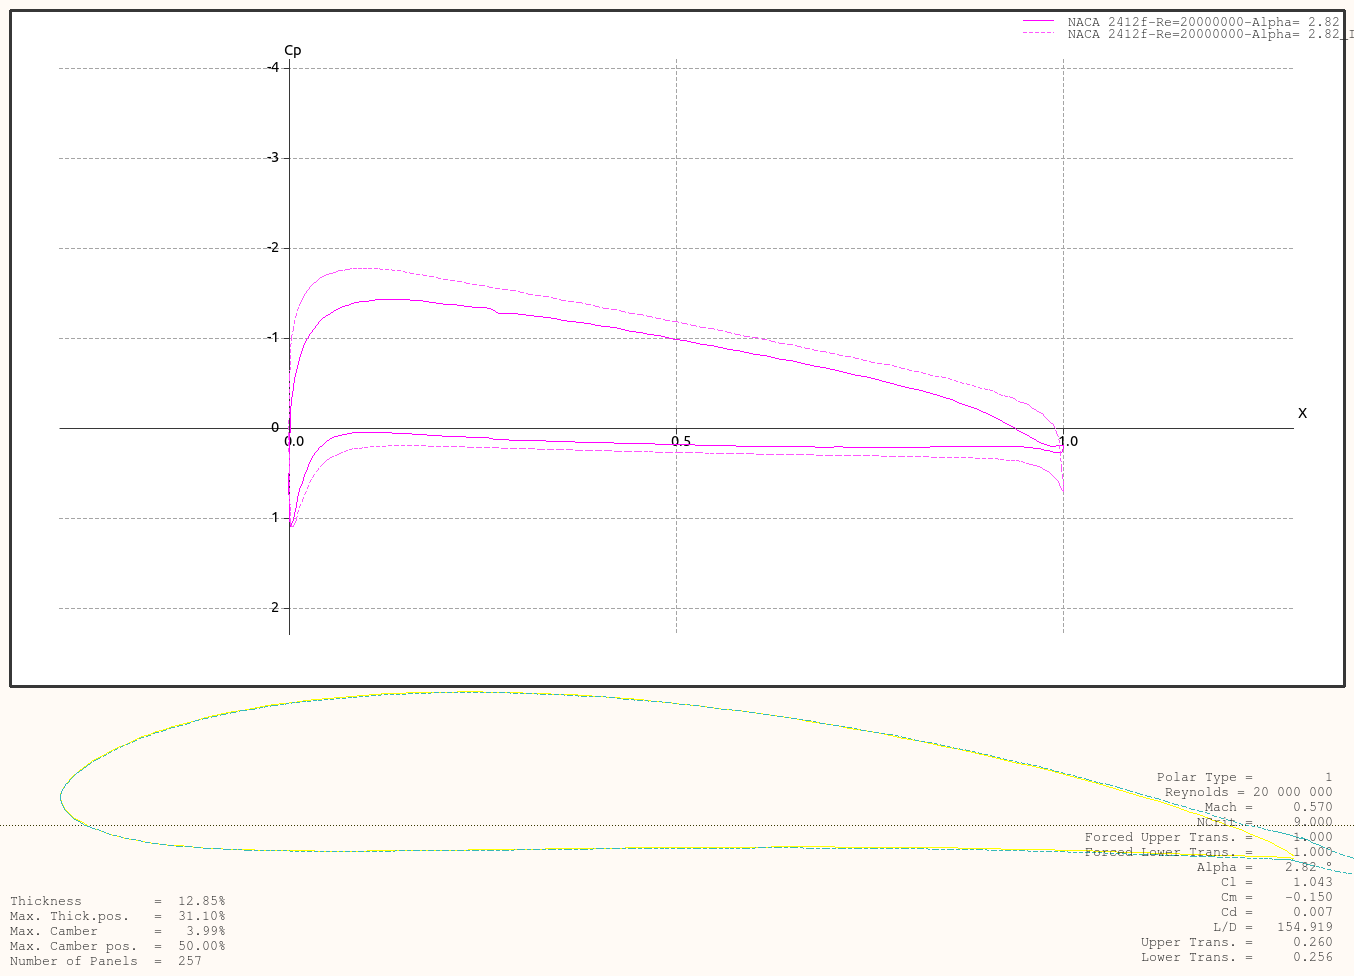 NACA 2412f-Re=20000000-Alpha= 2.82
NACA 2412f-Re=20000000-Alpha= 2.82_I
Cp
-4
-3
-2
-1
0
1
2
0.0
0.5
1.0
X
Polar Type = 1
Reynolds = 20 000 000
Mach = 0.570
NCrit = 9.000
Forced Upper Trans. = 1.000
Forced Lower Trans. = 1.000
Alpha = 2.82 °
Cl = 1.043
Cm = -0.150
Cd = 0.007
L/D = 154.919
Upper Trans. = 0.260
Lower Trans. = 0.256
Thickness = 12.85%
Max. Thick.pos. = 31.10%
Max. Camber = 3.99%
Max. Camber pos. = 50.00%
Number of Panels = 257